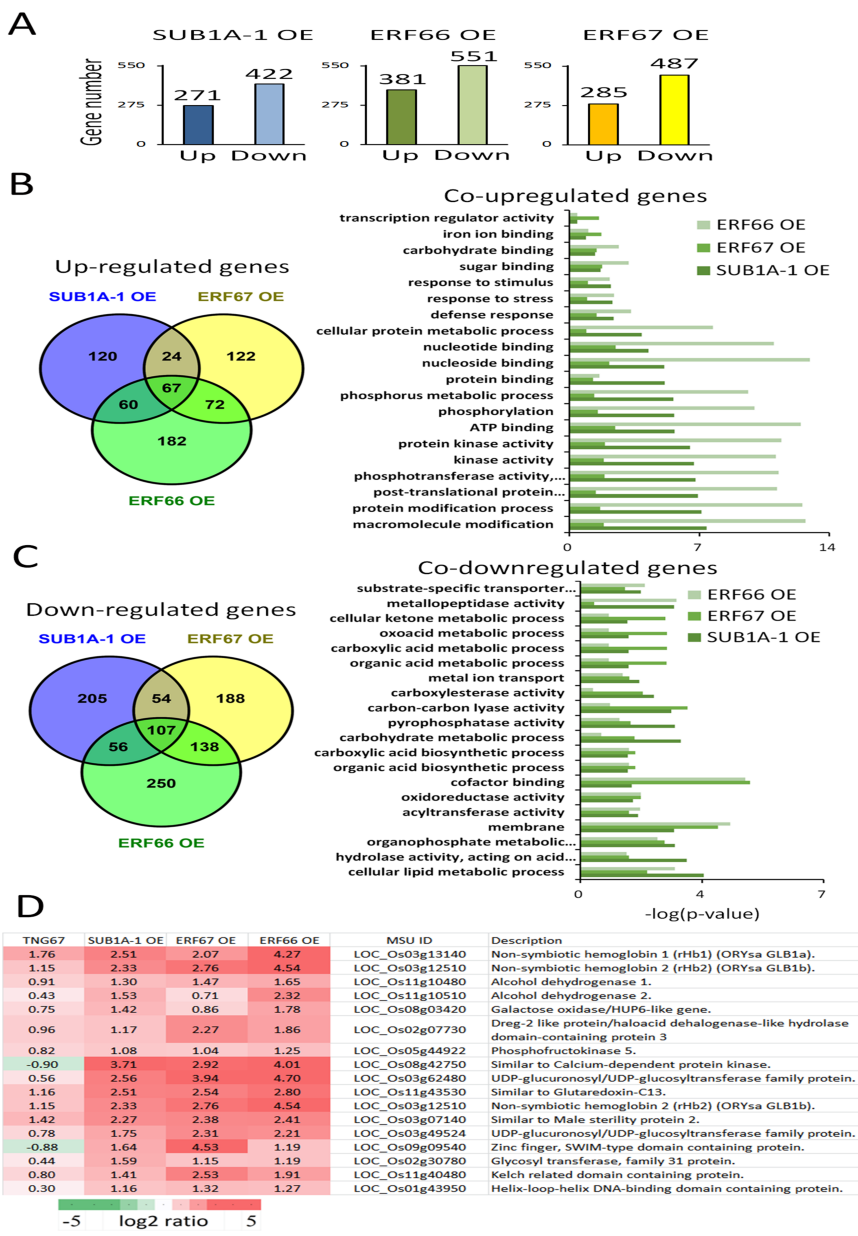 A
SUB1A-1 OE ERF66 OE ERF67 OE
Gene number
550 422 550 551 550 487
271 381 285
275 275 275
0 0 0
Up Down Up Down Up Down
B
Co-upregulated genes
Up-regulated genes
SUB1A-1 OE ERF67 OE
120 24 122
67
60 72
182
ERF66 OE
ERF66 OE
ERF67 OE
SUB1A-1 OE
transcription regulator activity
iron ion binding
carbohydrate binding
sugar binding
response to stimulus
response to stress
defense response
cellular protein metabolic process
nucleotide binding
nucleoside binding
protein binding
phosphorus metabolic process
phosphorylation
ATP binding
protein kinase activity
kinase activity
phosphotransferase activity,...
post-translational protein...
protein modification process
macromolecule modification
0 7 14
C
Co-downregulated genes
Down-regulated genes
SUB1A-1 OE ERF67 OE
205 54 188
107
56 138
250
ERF66 OE
ERF66 OE
ERF67 OE
SUB1A-1 OE
substrate-specific transporter...
metallopeptidase activity
cellular ketone metabolic process
oxoacid metabolic process
carboxylic acid metabolic process
organic acid metabolic process
metal ion transport
carboxylesterase activity
carbon-carbon lyase activity
pyrophosphatase activity
carbohydrate metabolic process
carboxylic acid biosynthetic process
organic acid biosynthetic process
cofactor binding
oxidoreductase activity
acyltransferase activity
membrane
organophosphate metabolic...
hydrolase activity, acting on acid...
cellular lipid metabolic process
0 4 7
-log(p-value)
D
TNG67 SUB1A-1 OE ERF67 OE ERF66 OE MSU ID Description
1.76 2.51 2.07 4.27 LOC_Os03g13140 Non-symbiotic hemoglobin 1 (rHb1) (ORYsa GLB1a).
1.15 2.33 2.76 4.54 LOC_Os03g12510 Non-symbiotic hemoglobin 2 (rHb2) (ORYsa GLB1b).
0.91 1.30 1.47 1.65 LOC_Os11g10480 Alcohol dehydrogenase 1.
0.43 1.53 0.71 2.32 LOC_Os11g10510 Alcohol dehydrogenase 2.
0.75 1.42 0.86 1.78 LOC_Os08g03420 Galactose oxidase/HUP6-like gene.
0.96 1.17 2.27 1.86 LOC_Os02g07730 Dreg-2 like protein/haloacid dehalogenase-like hydrolase
domain-containing protein 3
0.82 1.08 1.04 1.25 LOC_Os05g44922 Phosphofructokinase 5.
-0.90 3.71 2.92 4.01 LOC_Os08g42750 Similar to Calcium-dependent protein kinase.
0.56 2.56 3.94 4.70 LOC_Os03g62480 UDP-glucuronosyl/UDP-glucosyltransferase family protein.
1.16 2.51 2.54 2.80 LOC_Os11g43530 Similar to Glutaredoxin-C13.
1.15 2.33 2.76 4.54 LOC_Os03g12510 Non-symbiotic hemoglobin 2 (rHb2) (ORYsa GLB1b).
1.42 2.27 2.38 2.41 LOC_Os03g07140 Similar to Male sterility protein 2.
0.78 1.75 2.31 2.21 LOC_Os03g49524 UDP-glucuronosyl/UDP-glucosyltransferase family protein.
-0.88 1.64 4.53 1.19 LOC_Os09g09540 Zinc finger, SWIM-type domain containing protein.
0.44 1.59 1.15 1.19 LOC_Os02g30780 Glycosyl transferase, family 31 protein.
0.80 1.41 2.53 1.91 LOC_Os11g40480 Kelch related domain containing protein.
0.30 1.16 1.32 1.27 LOC_Os01g43950 Helix-loop-helix DNA-binding domain containing protein.
-5 log2 ratio 5